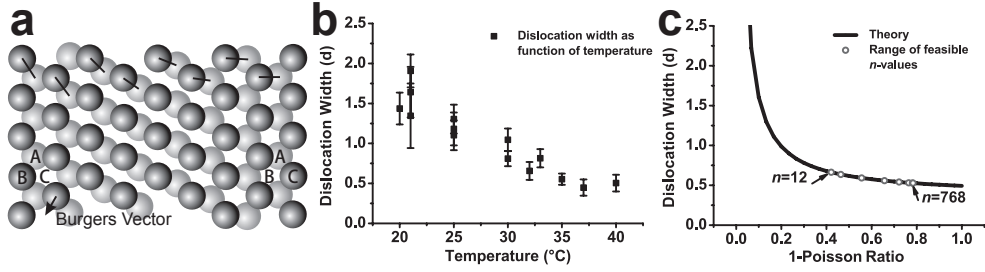 a
A
B C
A
B C
Burgers Vector
b
Dislocation Width (d)
2.5
2.0
1.5
1.0
0.5
0.0
Dislocation width as
function of temperature
20 25 30 35 40
Temperature (°C)
c
Dislocation Width (d)
2.5
2.0
1.5
1.0
0.5
0.0
Theory
Range of feasible
n-values
n=12
n=768
0.0 0.2 0.4 0.6 0.8 1.0
1-Poisson Ratio